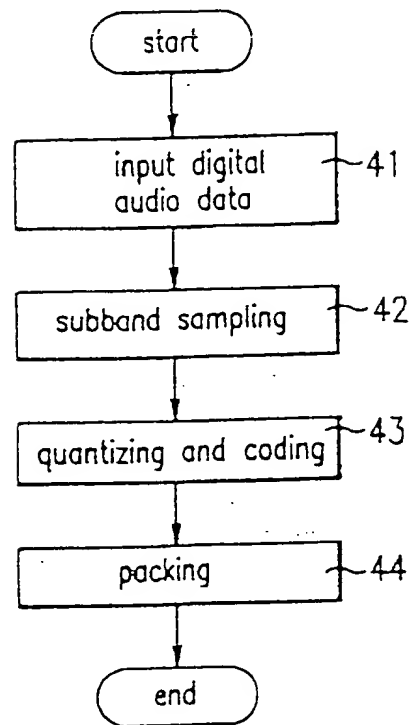 start
input digital
audio data
41
subband sampling
42
quantizing and coding
43
packing
44
end